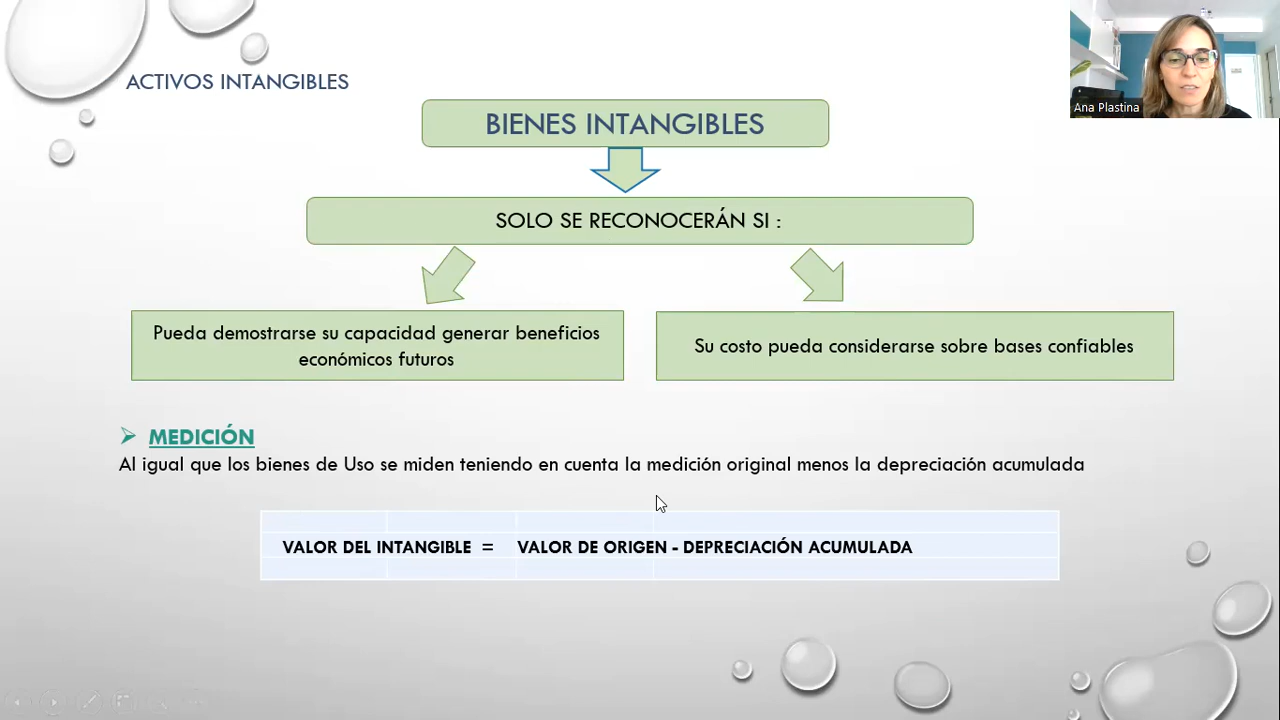 ACTIVOS INTANGIBLES
Ana Plastina
BIENES INTANGIBLES
SOLO SE RECONOCERÁN SI :
Pueda demostrarse su capacidad generar beneficios
económicos futuros
Su costo pueda considerarse sobre bases confiables
➢ MEDICIÓN
Al igual que los bienes de Uso se miden teniendo en cuenta la medición original menos la depreciación acumulada
VALOR DEL INTANGIBLE = VALOR DE ORIGEN - DEPRECIACIÓN ACUMULADA